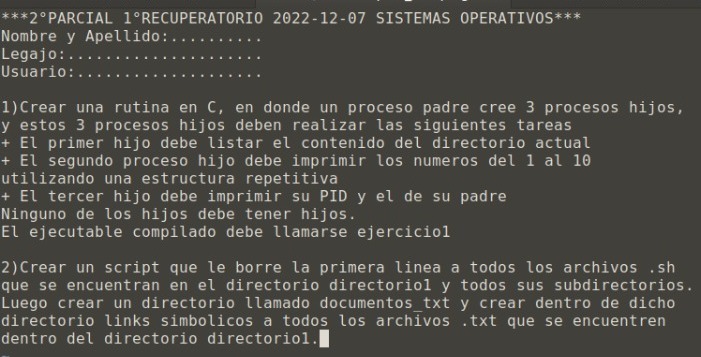 ***2°PARCIAL 1°RECUPERATORIO 2022-12-07 SISTEMAS OPERATIVOS***
Nombre y Apellido:..........
Legajo:.....................
Usuario:....................
1)Crear una rutina en C, en donde un proceso padre cree 3 procesos hijos,
y estos 3 procesos hijos deben realizar las siguientes tareas
+ El primer hijo debe listar el contenido del directorio actual
+ El segundo proceso hijo debe imprimir los numeros del 1 al 10
utilizando una estructura repetitiva
+ El tercer hijo debe imprimir su PID y el de su padre
Ninguno de los hijos debe tener hijos.
El ejecutable compilado debe llamarse ejercicio1
2)Crear un script que le borre la primera linea a todos los archivos .sh
que se encuentran en el directorio directorio1 y todos sus subdirectorios.
Luego crear un directorio llamado documentos_txt y crear dentro de dicho
directorio links simbolicos a todos los archivos .txt que se encuentren
dentro del directorio directorio1.